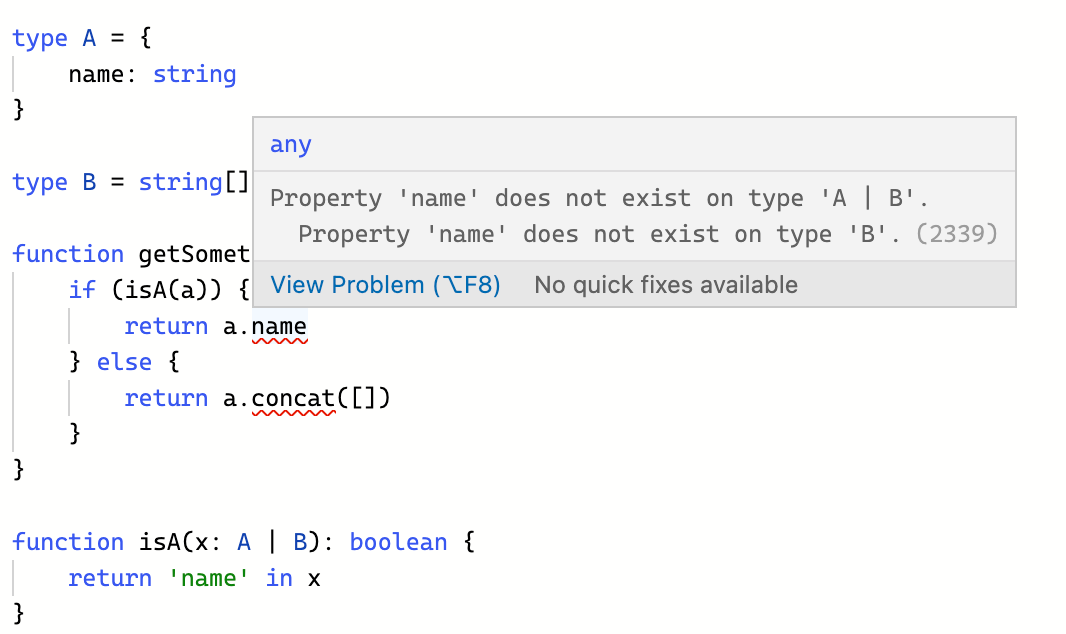 type A = {
name: string
}
any
type B = string[]
Property 'name' does not exist on type 'A | B'.
Property 'name' does not exist on type 'B'. (2339)
function getSomet
View Problem (⌥F8) No quick fixes available
if (isA(a)) {
return a.name
} else {
return a.concat([])
}
}
function isA(x: A | B): boolean {
return 'name' in x
}